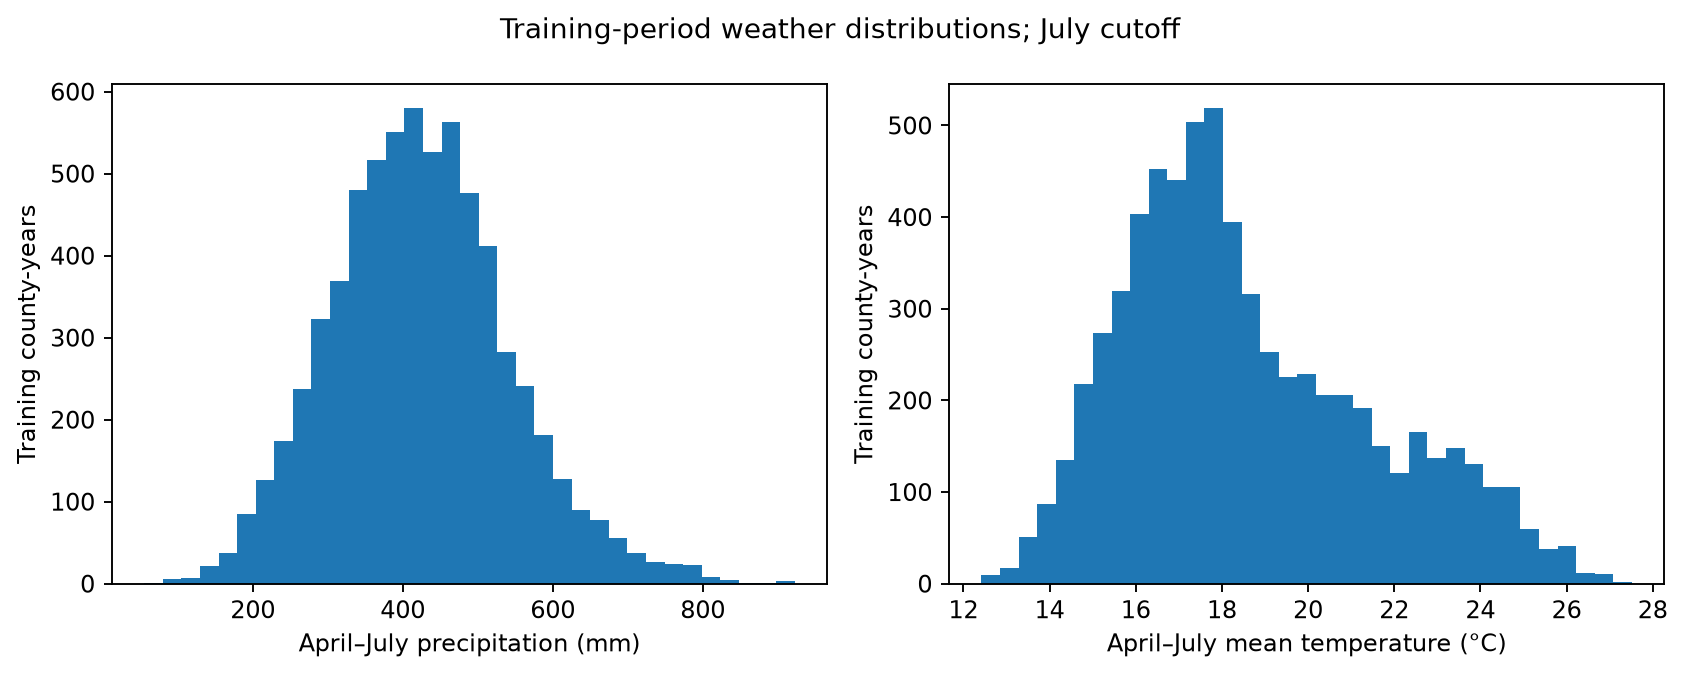 Training-period weather distributions; July cutoff
Training county-years
600
500
400
300
200
100
0
200 400 600 800
April–July precipitation (mm)
Training county-years
500
400
300
200
100
0
12 14 16 18 20 22 24 26 28
April–July mean temperature (°C)